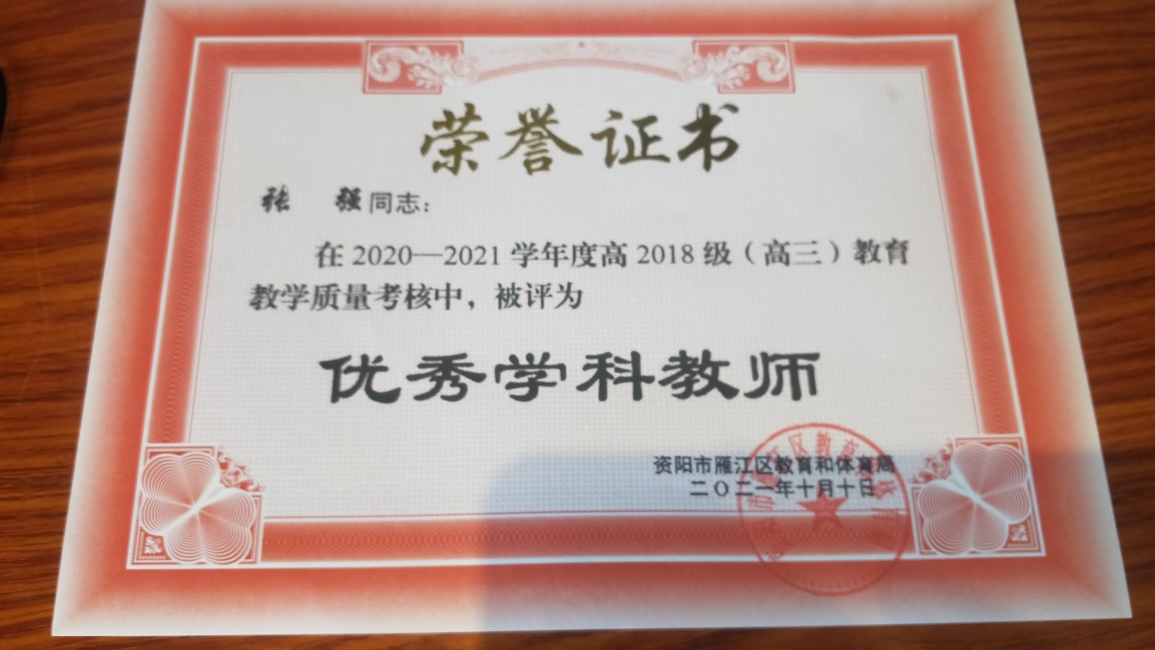 荣誉证书
张 强同志：
在2020—2021学年度高2018级（高三）教育
教学质量考核中，被评为
优秀学科教师
资阳市雁江区教育和体育局
二〇二一年十月十日